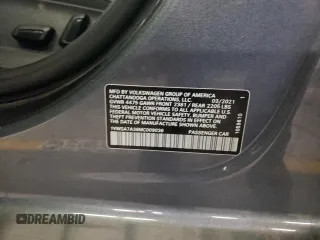 MFD BY VOLKSWAGEN GROUP OF AMERICA
CHATTANOOGA OPERATIONS, LLC 03/2021
GVWR 4475 GAWR FRONT 2381 / REAR 2205 LBS
THIS VEHICLE CONFORMS TO ALL APPLICABLE
FEDERAL MOTOR VEHICLE SAFETY, BUMPER AND
THEFT PREVENTION STANDARDS IN EFFECT ON
THE DATE OF MANUFACTURE SHOWN ABOVE
PASSENGER CAR
DREAMBID